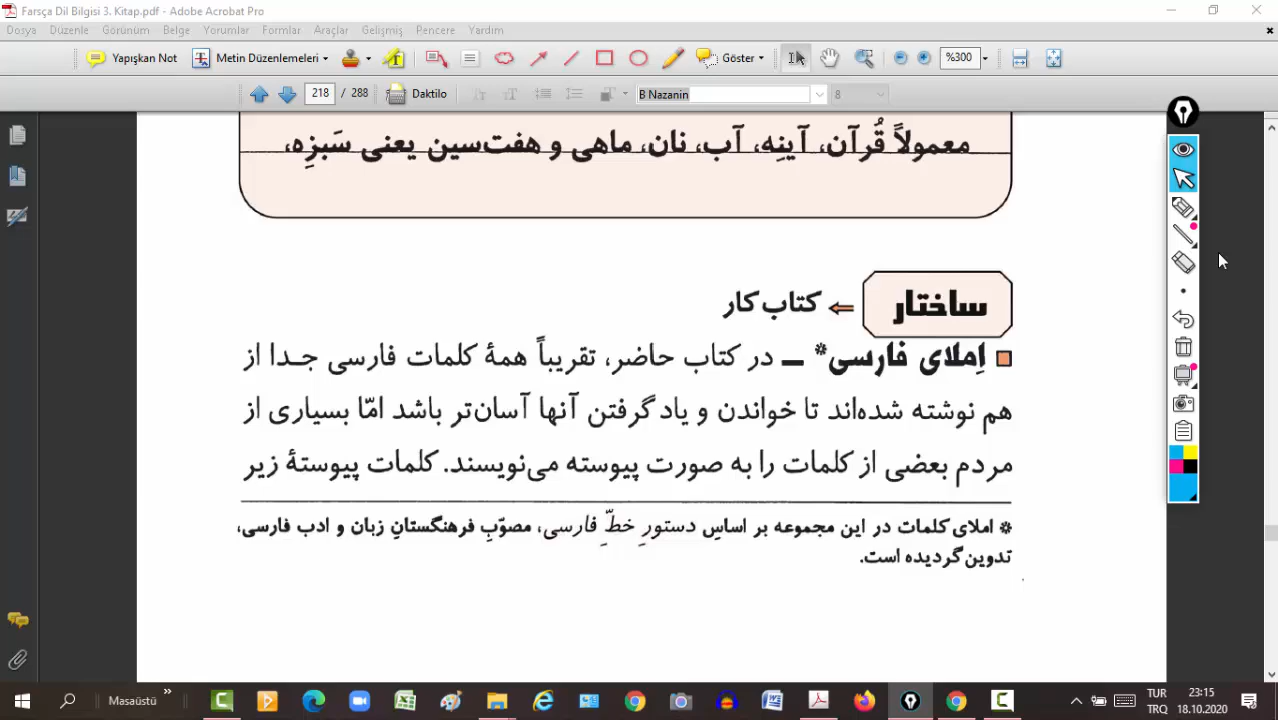 Farsça Dil Bilgisi 3. Kitap.pdf - Adobe Acrobat Pro
Dosya Düzenle Görünüm Belge Yorumlar Formlar Araçlar Gelişmiş Pencere Yardım
Yapışkan Not Metin Düzenlemeleri Göster %300
218 / 288 Daktilo B Nazanin 8
معمولاً قُرآن، آینِه، آب، نان، ماهی و هفت‌سین یعنی سَبزِه،
ساختار ⇐ کتاب کار
اِملای فارسی* ــ در کتاب حاضر، تقریباً همهٔ کلمات فارسی جدا از
هم نوشته شده‌اند تا خواندن و یاد گرفتن آنها آسان‌تر باشد امّا بسیاری از
مردم بعضی از کلمات را به صورت پیوسته می‌نویسند. کلمات پیوستهٔ زیر
* املای کلمات در این مجموعه بر اساسِ دستورِ خطِّ فارسی، مصوّبِ فرهنگستانِ زبان و ادب فارسی،
تدوین گردیده است.
Masaüstü » TUR 23:15
TRQ 18.10.2020